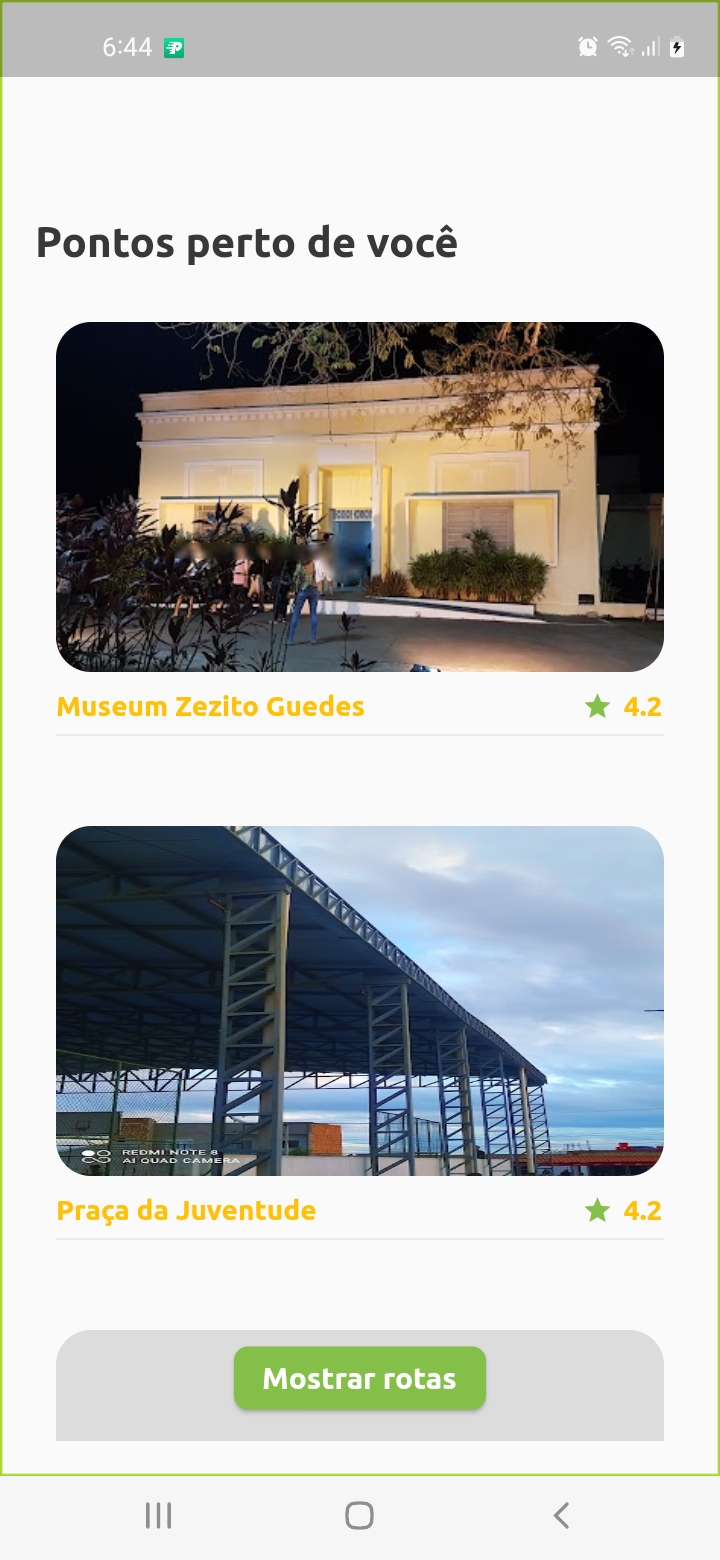 6:44
Pontos perto de você
Museum Zezito Guedes 4.2
REDMI NOTE 8
AI QUAD CAMERA
Praça da Juventude 4.2
Mostrar rotas